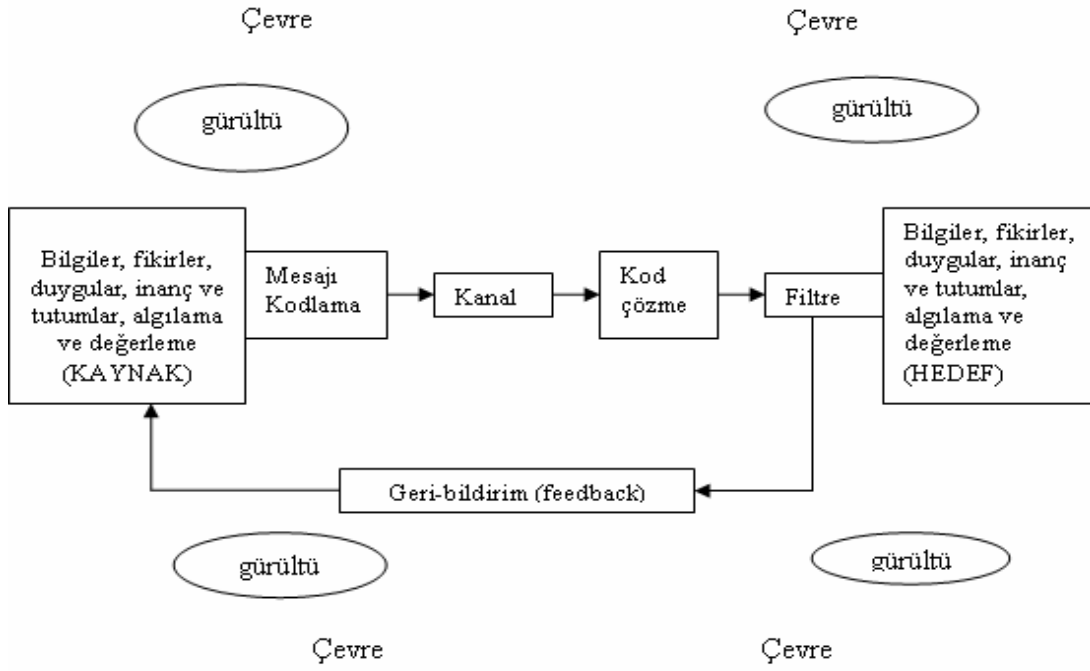 Çevre
Çevre
gürültü
gürültü
Bilgiler, fikirler,
duygular, inanç ve
tutumlar, algılama
ve değerleme
(KAYNAK)
Mesajı
Kodlama
Kanal
Kod
çözme
Filtre
Bilgiler, fikirler,
duygular, inanç
ve tutumlar,
algılama ve
değerleme
(HEDEF)
Geri-bildirim (feedback)
gürültü
gürültü
Çevre
Çevre